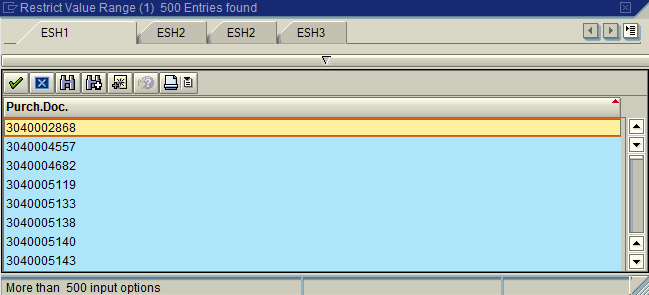 Restrict Value Range (1) 500 Entries found
ESH1 ESH2 ESH2 ESH3
Purch.Doc.
3040002868
3040004557
3040004682
3040005119
3040005133
3040005138
3040005140
3040005143
More than 500 input options